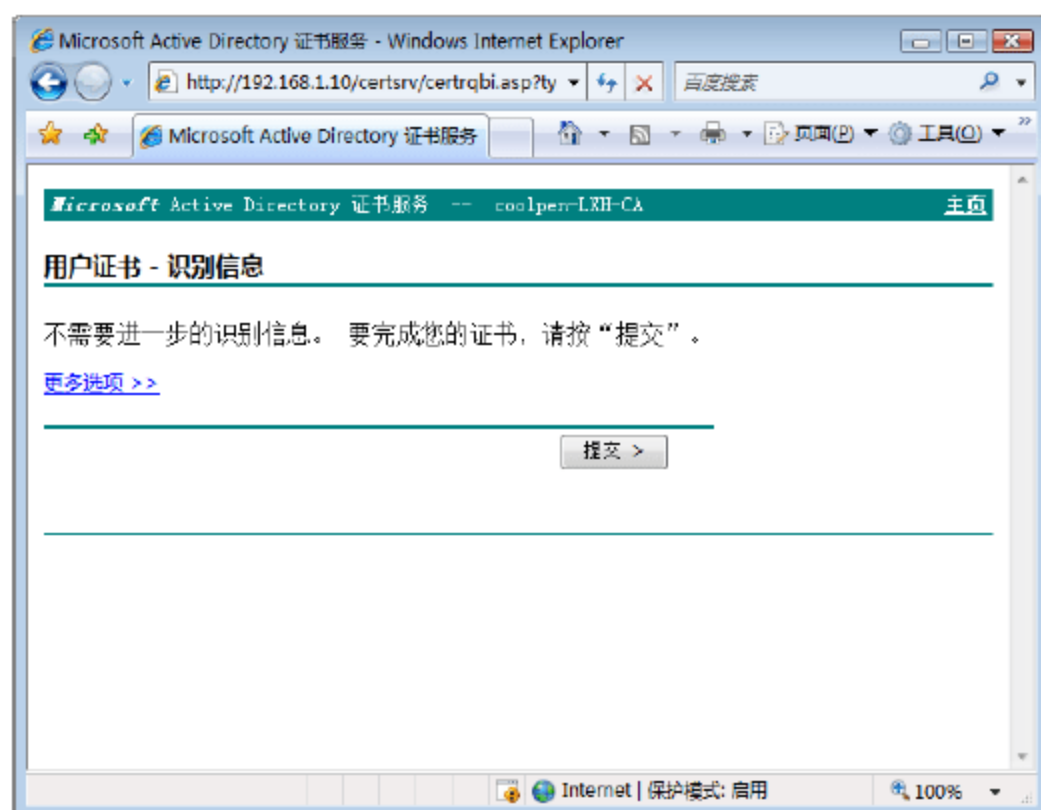 Microsoft Active Directory 证书服务 - Windows Internet Explorer
http://192.168.1.10/certsrv/certrqbi.asp?ty
百度搜索
Microsoft Active Directory 证书服务
页面(P)
工具(O)
»
Microsoft Active Directory 证书服务 -- coolpen-LXH-CA
主页
用户证书 - 识别信息
不需要进一步的识别信息。 要完成您的证书，请按“提交”。
更多选项 >>
提交 >
Internet | 保护模式: 启用
100%